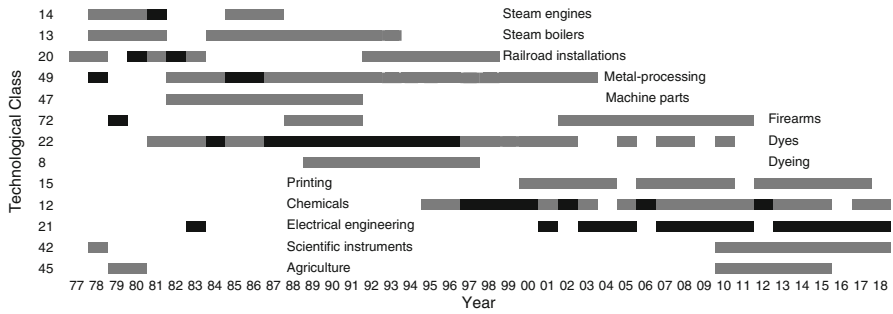 14 Steam engines
13 Steam boilers
20 Railroad installations
49 Metal-processing
47 Machine parts
72 Firearms
22 Dyes
8 Dyeing
15 Printing
12 Chemicals
21 Electrical engineering
42 Scientific instruments
45 Agriculture
Technological Class
77 78 79 80 81 82 83 84 85 86 87 88 89 90 91 92 93 94 95 96 97 98 99 00 01 02 03 04 05 06 07 08 09 10 11 12 13 14 15 16 17 18
Year